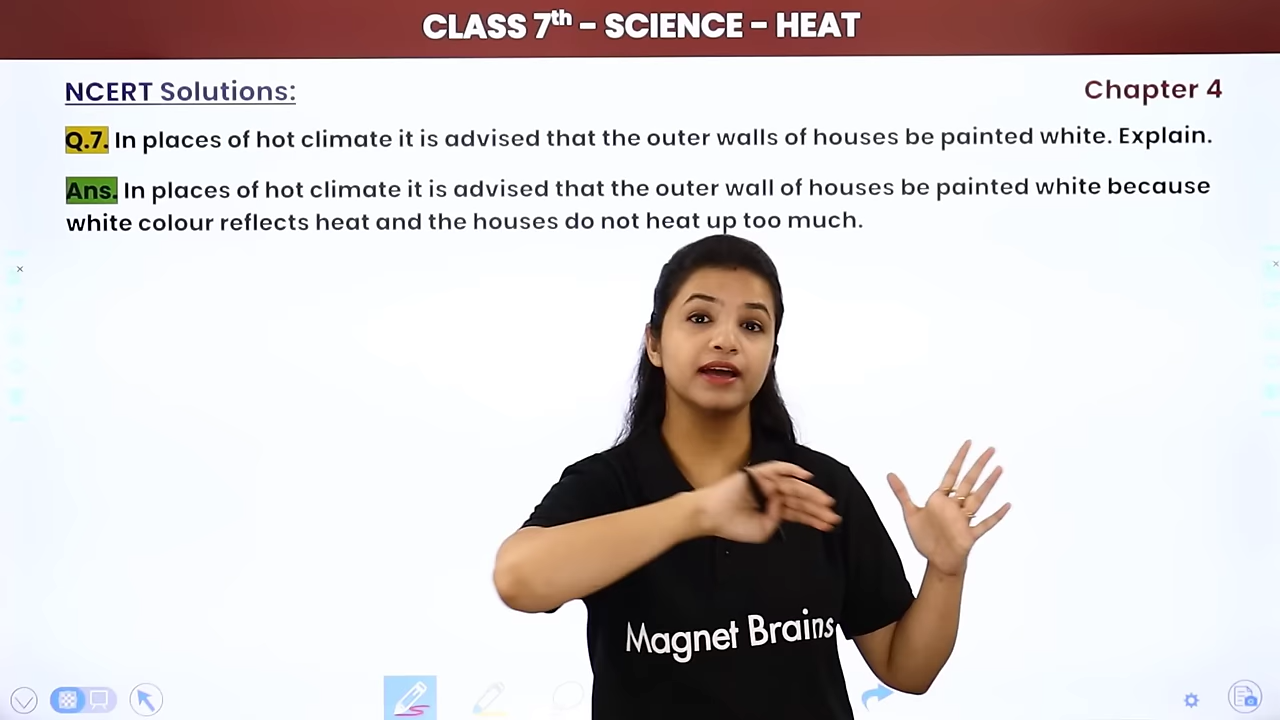 CLASS 7th - SCIENCE - HEAT
NCERT Solutions:
Chapter 4
Q.7. In places of hot climate it is advised that the outer walls of houses be painted white. Explain.
Ans. In places of hot climate it is advised that the outer wall of houses be painted white because
white colour reflects heat and the houses do not heat up too much.
Magnet Brains